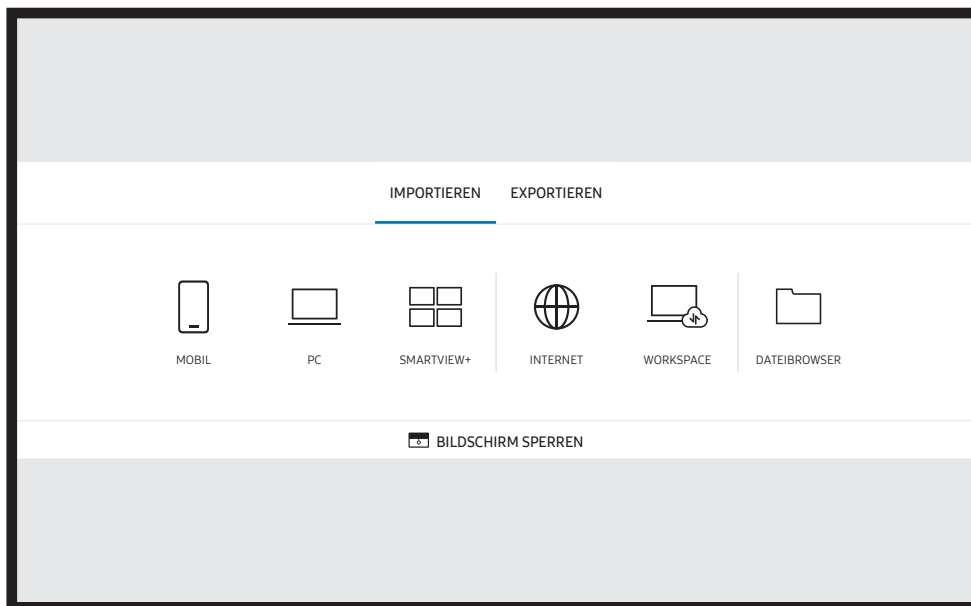 IMPORTIEREN EXPORTIEREN
MOBIL PC SMARTVIEW+ INTERNET WORKSPACE DATEIBROWSER
BILDSCHIRM SPERREN